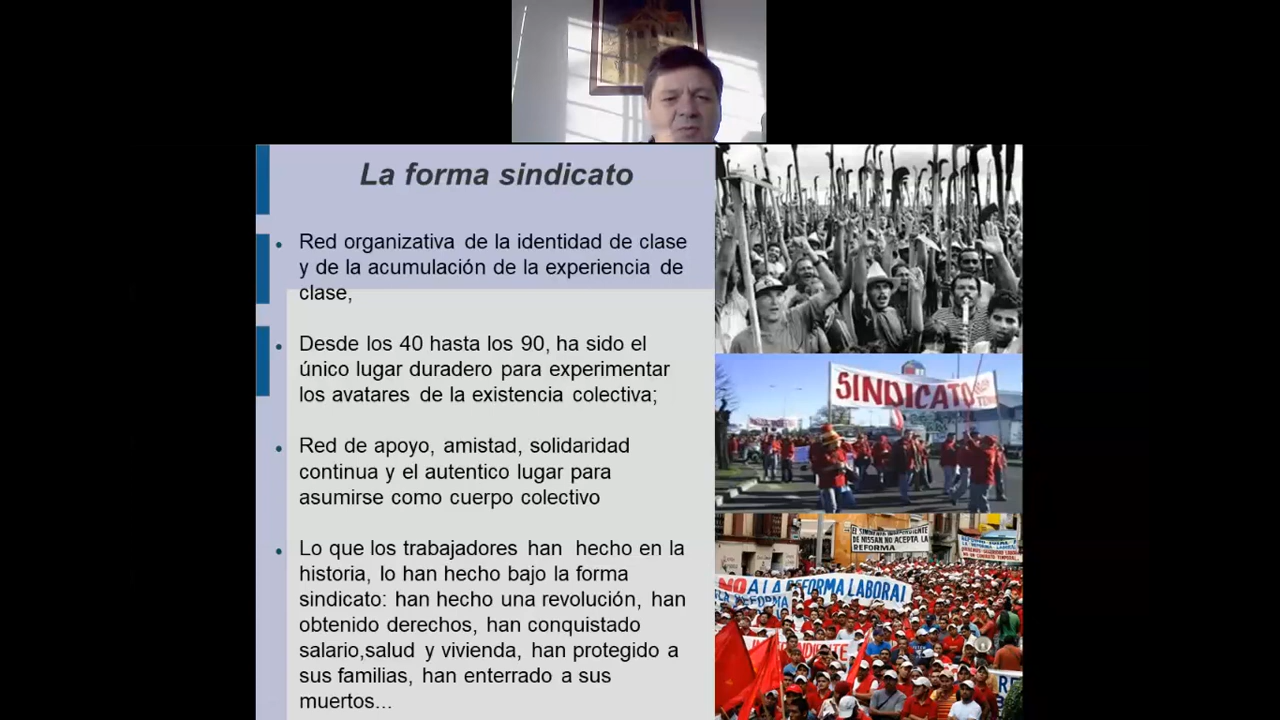 La forma sindicato
Red organizativa de la identidad de clase
y de la acumulación de la experiencia de
clase,
Desde los 40 hasta los 90, ha sido el
único lugar duradero para experimentar
los avatares de la existencia colectiva;
Red de apoyo, amistad, solidaridad
continua y el autentico lugar para
asumirse como cuerpo colectivo
Lo que los trabajadores han hecho en la
historia, lo han hecho bajo la forma
sindicato: han hecho una revolución, han
obtenido derechos, han conquistado
salario,salud y vivienda, han protegido a
sus familias, han enterrado a sus
muertos...
SINDICATO
EL SINDICATO INDEPENDIENTE
DE NISSAN NO ACEPTA LA
REFORMA
NO A LA REFORMA LABORAL